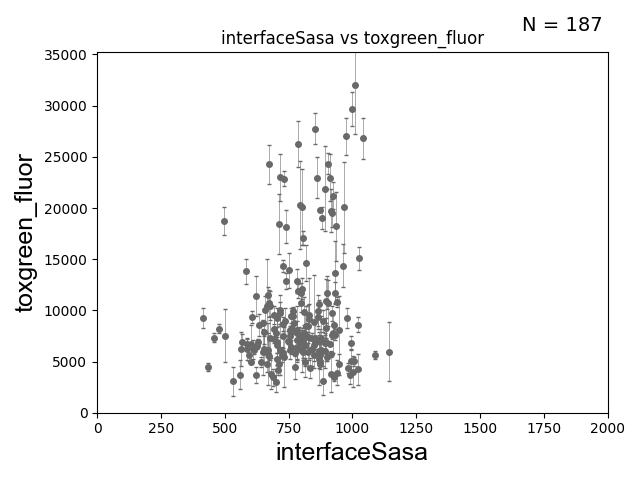 N = 187
interfaceSasa vs toxgreen_fluor
35000
30000
25000
20000
15000
10000
5000
0
toxgreen_fluor
0 250 500 750 1000 1250 1500 1750 2000
interfaceSasa